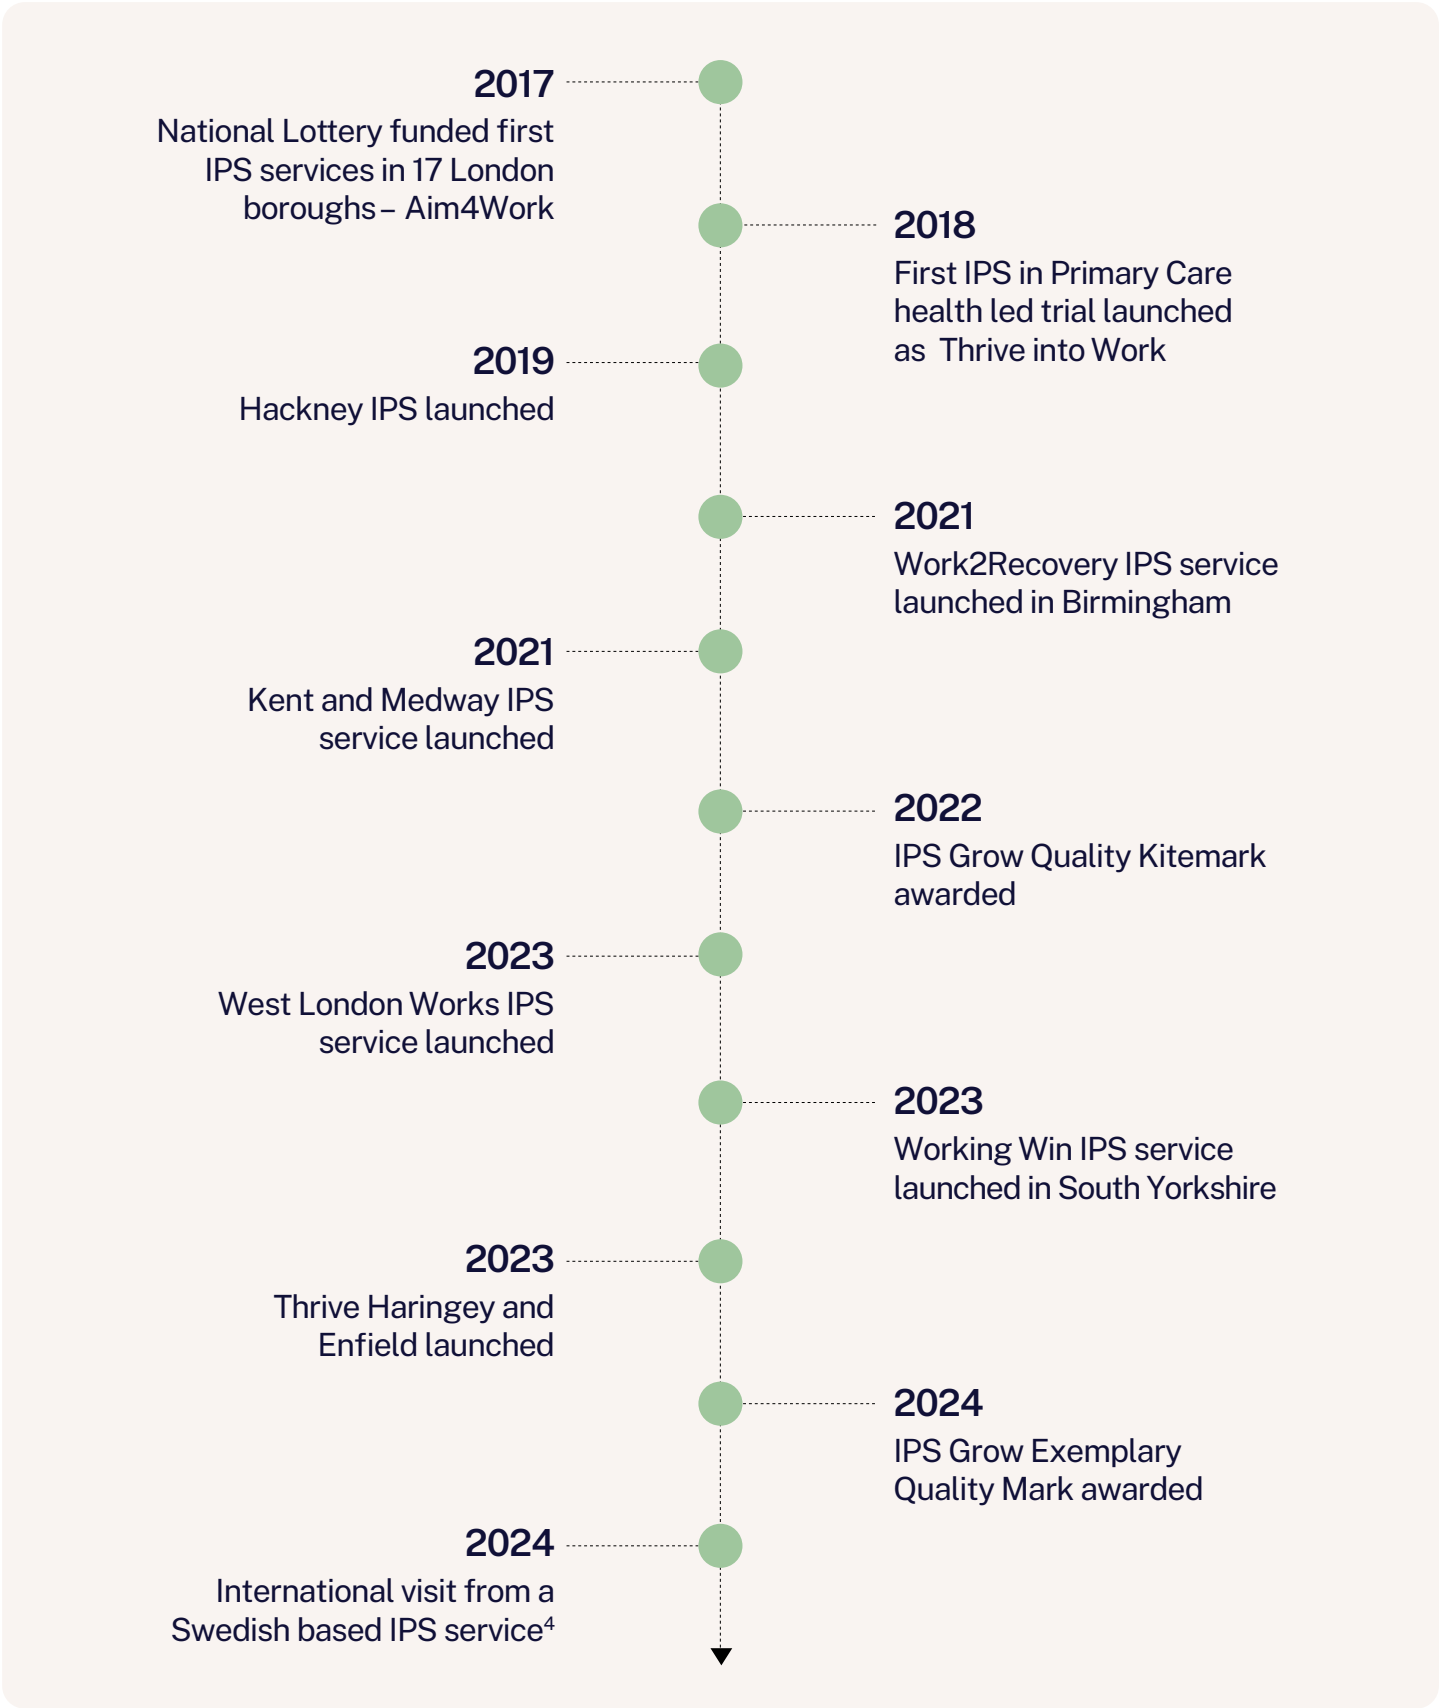 2017
National Lottery funded first
IPS services in 17 London
boroughs – Aim4Work
2018
First IPS in Primary Care
health led trial launched
as Thrive into Work
2019
Hackney IPS launched
2021
Work2Recovery IPS service
launched in Birmingham
2021
Kent and Medway IPS
service launched
2022
IPS Grow Quality Kitemark
awarded
2023
West London Works IPS
service launched
2023
Working Win IPS service
launched in South Yorkshire
2023
Thrive Haringey and
Enfield launched
2024
IPS Grow Exemplary
Quality Mark awarded
2024
International visit from a
Swedish based IPS service⁴